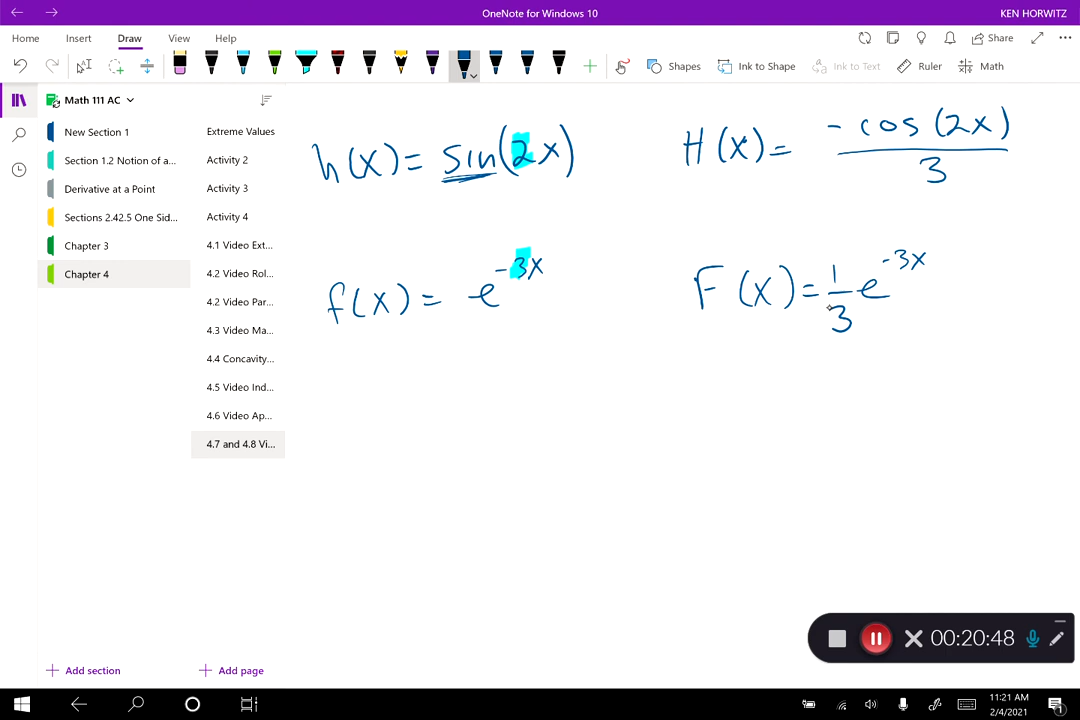 OneNote for Windows 10
KEN HORWITZ
Home Insert Draw View Help
Share
Shapes Ink to Shape Ink to Text Ruler Math
Math 111 AC
New Section 1
Section 1.2 Notion of a...
Derivative at a Point
Sections 2.42.5 One Sid...
Chapter 3
Chapter 4
Extreme Values
Activity 2
Activity 3
Activity 4
4.1 Video Ext...
4.2 Video Rol...
4.2 Video Par...
4.3 Video Ma...
4.4 Concavity...
4.5 Video Ind...
4.6 Video Ap...
4.7 and 4.8 Vi...
h(x) = sin(2x)
H(x) = -cos(2x)
3
f(x) = e^-3x
F(x) = 1/3 e^-3x
00:20:48
Add section
Add page
11:21 AM
2/4/2021
1